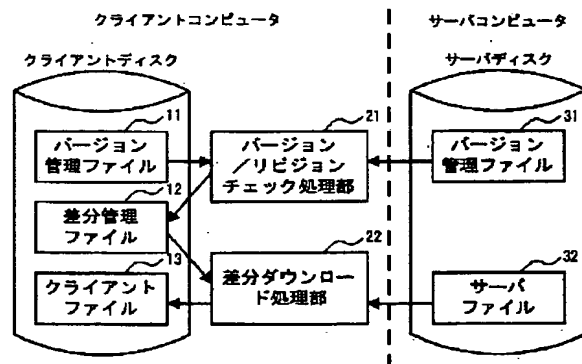 クライアントコンピュータ
サーバコンピュータ
クライアントディスク
サーバディスク
11
バージョン
管理ファイル
21
バージョン
／リビジョン
チェック処理部
31
バージョン
管理ファイル
12
差分管理
ファイル
22
差分ダウンロー
ド処理部
13
クライアント
ファイル
32
サーバ
ファイル